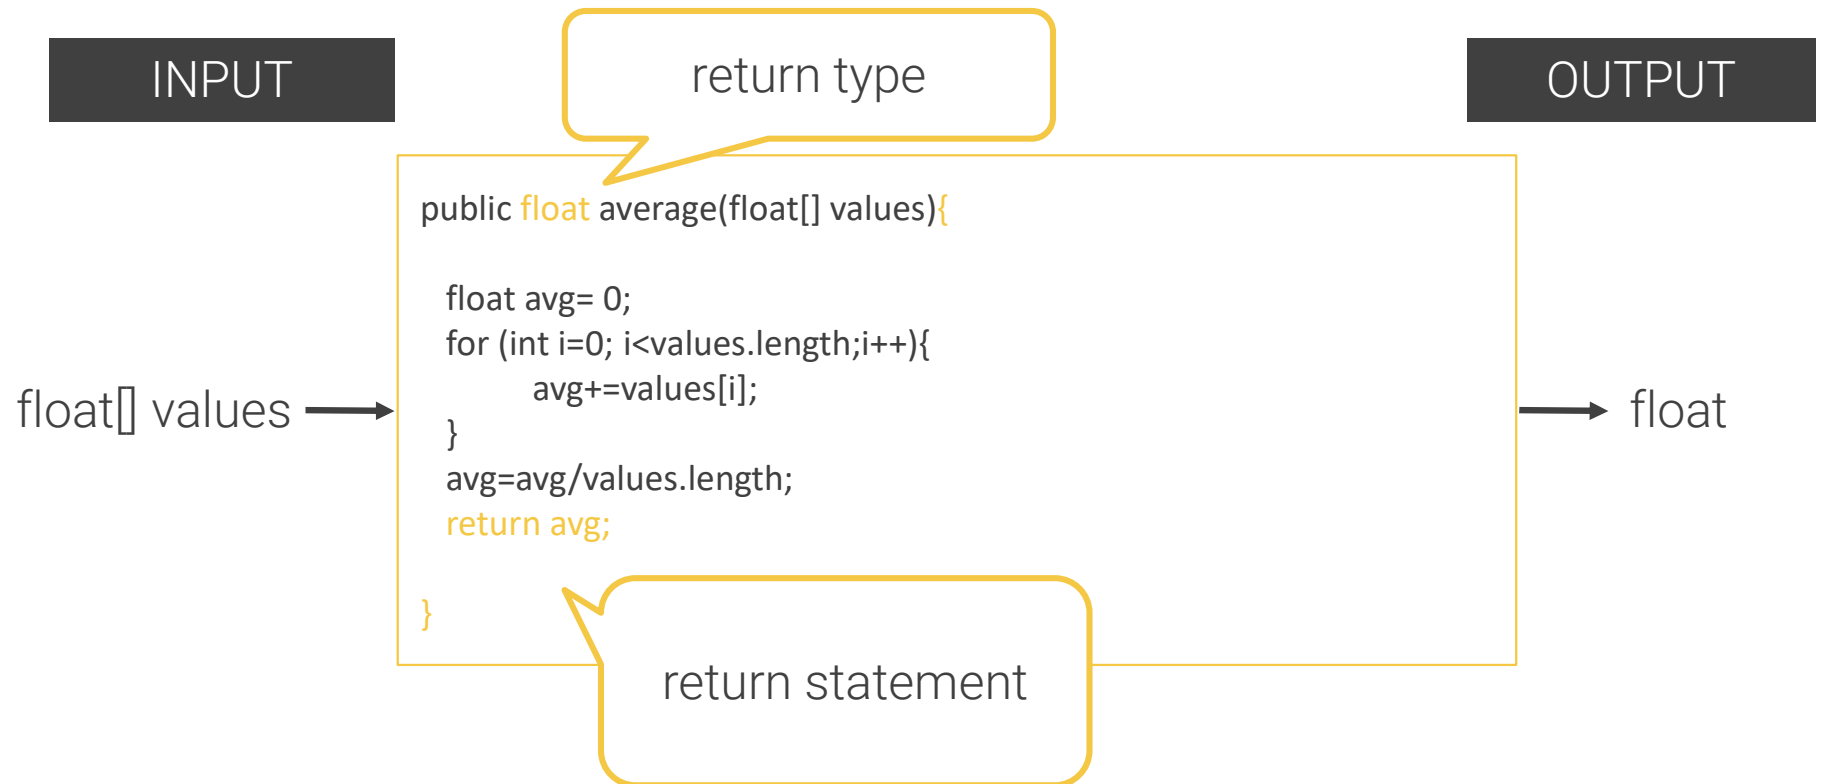 INPUT
return type
OUTPUT
public float average(float[] values){
float avg= 0;
for (int i=0; i<values.length;i++){
avg+=values[i];
float[] values
float
}
avg=avg/values.length;
return avg;
}
return statement